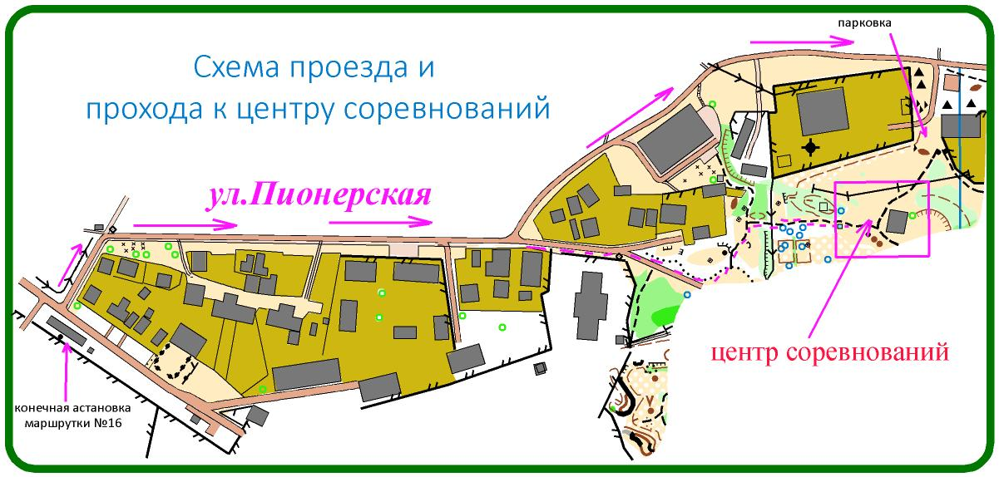 парковка
Схема проезда и
прохода к центру соревнований
ул.Пионерская
центр соревнований
конечная астановка
маршрутки №16